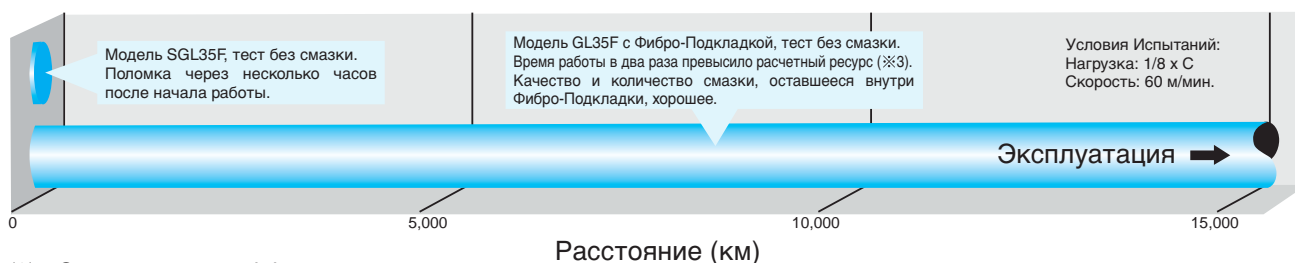 Модель SGL35F, тест без смазки.
Поломка через несколько часов
после начала работы.
Модель GL35F с Фибро-Подкладкой, тест без смазки.
Время работы в два раза превысило расчетный ресурс (※3).
Качество и количество смазки, оставшееся внутри
Фибро-Подкладки, хорошее.
Условия Испытаний:
Нагрузка: 1/8 x C
Скорость: 60 м/мин.
Эксплуатация
0
5,000
10,000
15,000
Расстояние (км)